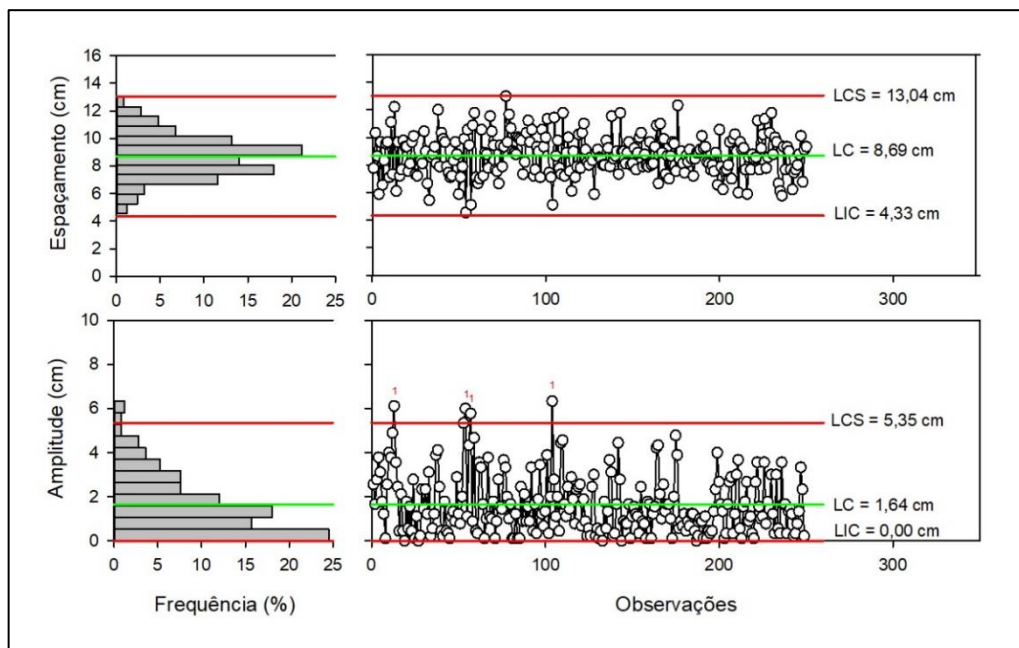 Espaçamento (cm)
16
14
12
10
8
6
4
2
0
0 5 10 15 20 25
0 100 200 300
LCS = 13,04 cm
LC = 8,69 cm
LIC = 4,33 cm
Amplitude (cm)
10
8
6
4
2
0
0 5 10 15 20 25
Frequência (%)
1
1
1
1
LCS = 5,35 cm
LC = 1,64 cm
LIC = 0,00 cm
0 100 200 300
Observações